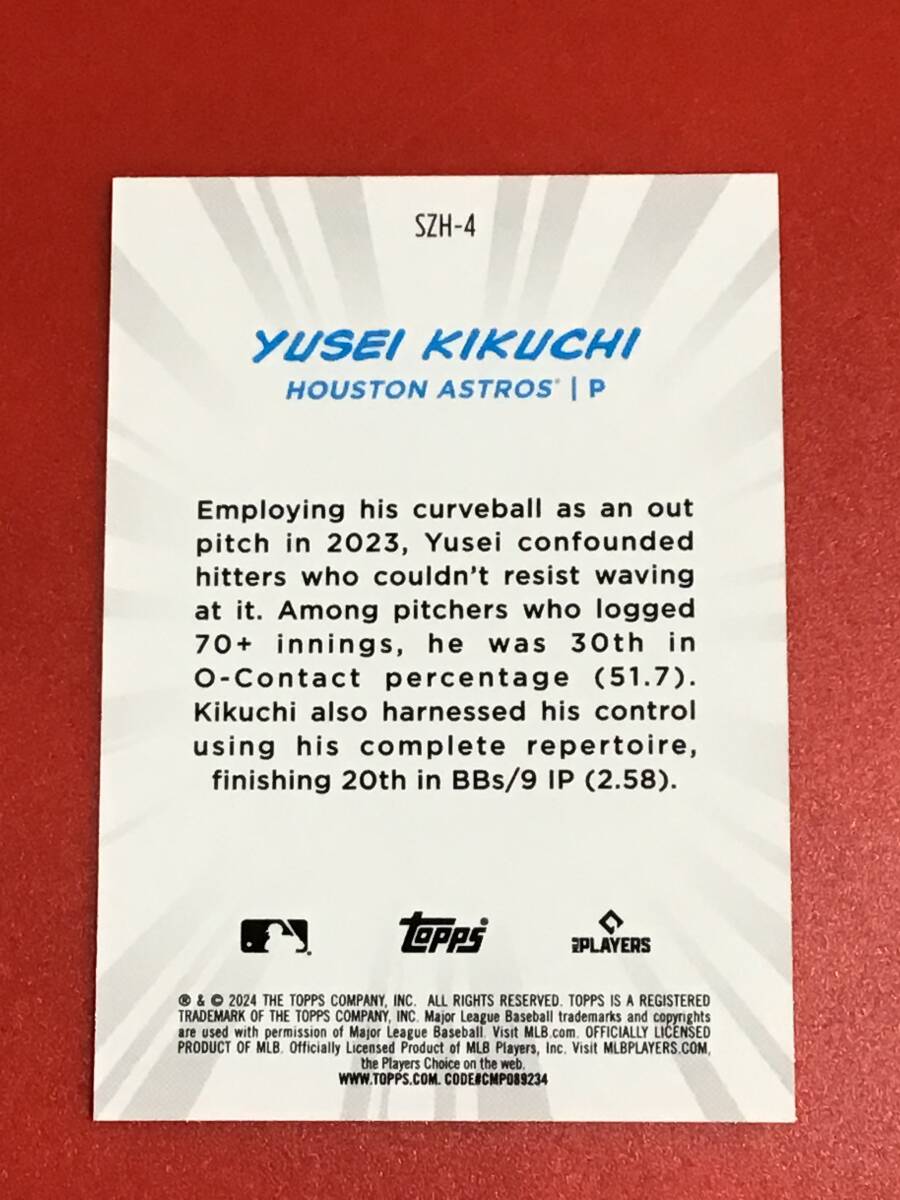 SZH-4
YUSEI KIKUCHI
HOUSTON ASTROS® | P
Employing his curveball as an out
pitch in 2023, Yusei confounded
hitters who couldn't resist waving
at it. Among pitchers who logged
70+ innings, he was 30th in
O-Contact percentage (51.7).
Kikuchi also harnessed his control
using his complete repertoire,
finishing 20th in BBs/9 IP (2.58).
topps® PLAYERS
® & © 2024 THE TOPPS COMPANY, INC. ALL RIGHTS RESERVED. TOPPS IS A REGISTERED
TRADEMARK OF THE TOPPS COMPANY, INC. Major League Baseball trademarks and copyrights
are used with permission of Major League Baseball. Visit MLB.com. OFFICIALLY LICENSED
PRODUCT OF MLB. Officially Licensed Product of MLB Players, Inc. Visit MLBPLAYERS.COM,
the Players Choice on the web.
WWW.TOPPS.COM. CODE#CMP089234